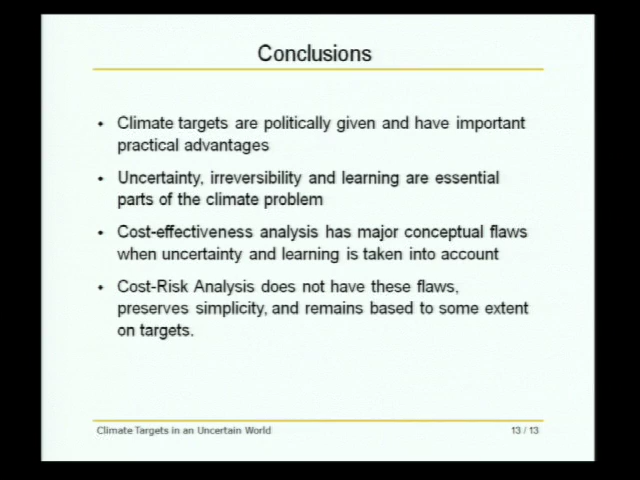 Conclusions
• Climate targets are politically given and have important
practical advantages
• Uncertainty, irreversibility and learning are essential
parts of the climate problem
• Cost-effectiveness analysis has major conceptual flaws
when uncertainty and learning is taken into account
• Cost-Risk Analysis does not have these flaws,
preserves simplicity, and remains based to some extent
on targets.
Climate Targets in an Uncertain World
13 / 13